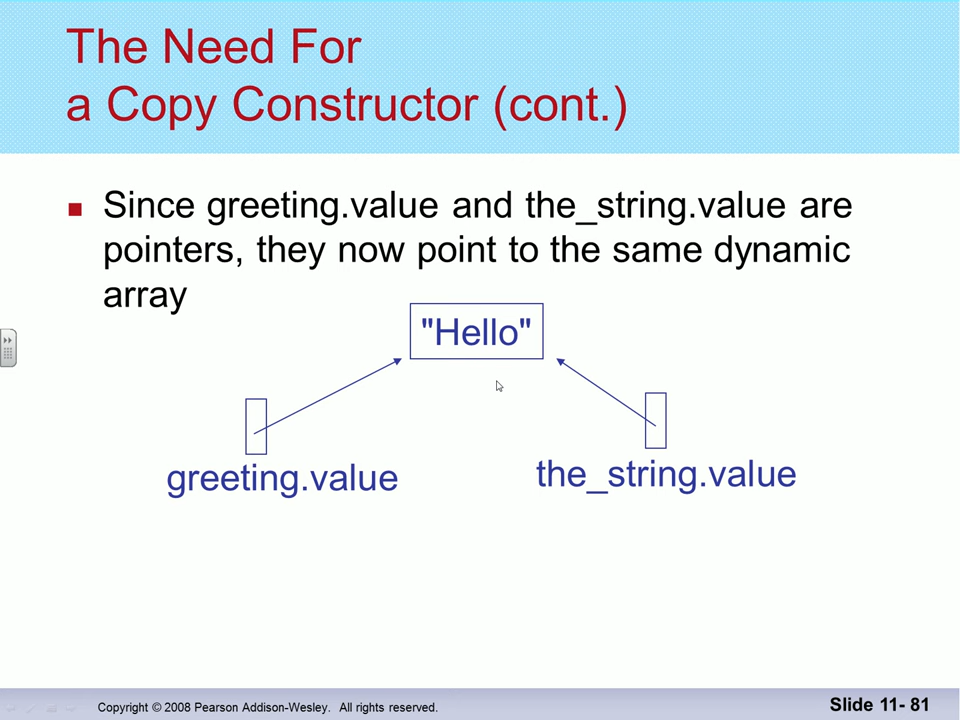 The Need For
a Copy Constructor (cont.)
Since greeting.value and the_string.value are
pointers, they now point to the same dynamic
array
"Hello"
greeting.value
the_string.value
Copyright © 2008 Pearson Addison-Wesley. All rights reserved.
Slide 11- 81